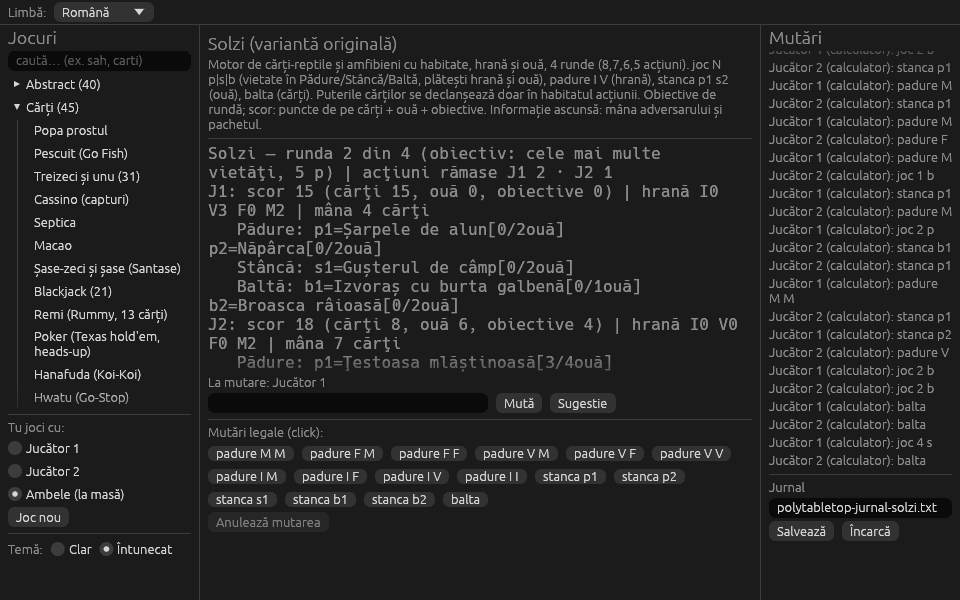 Limbă: Română
Jocuri
caută... (ex. sah, carti)
Abstract (40)
Cărți (45)
Popa prostul
Pescuit (Go Fish)
Treizeci și unu (31)
Cassino (capturi)
Septica
Macao
Șase-zeci și șase (Santase)
Blackjack (21)
Remi (Rummy, 13 cărți)
Poker (Texas hold'em,
heads-up)
Hanafuda (Koi-Koi)
Hwatu (Go-Stop)
Tu joci cu:
Jucător 1
Jucător 2
Ambele (la masă)
Joc nou
Temă: Clar Întunecat
Solzi (variantă originală)
Motor de cărți-reptile și amfibieni cu habitate, hrană și ouă, 4 runde (8,7,6,5 acțiuni). joc N
p|s|b (vietate în Pădure/Stâncă/Baltă, plătești hrană și ouă), padure I V (hrană), stanca p1 s2
(ouă), balta (cărți). Puterile cărților se declanșează doar în habitatul acțiunii. Obiective de
rundă; scor: puncte de pe cărți + ouă + obiective. Informație ascunsă: mâna adversarului și
pachetul.
Solzi — runda 2 din 4 (obiectiv: cele mai multe
vietăţi, 5 p) | acţiuni rămase J1 2 · J2 1
J1: scor 15 (cărţi 15, ouă 0, obiective 0) | hrană I0
V3 F0 M2 | mâna 4 cărţi
Pădure: p1=Şarpele de alun[0/2ouă]
p2=Năpârca[0/2ouă]
Stâncă: s1=Guşterul de câmp[0/2ouă]
Baltă: b1=Izvoraş cu burta galbenă[0/1ouă]
b2=Broasca râioasă[0/2ouă]
J2: scor 18 (cărţi 8, ouă 6, obiective 4) | hrană I0 V0
F0 M2 | mâna 7 cărţi
Pădure: p1=Ţestoasa mlăştinoasă[3/4ouă]
La mutare: Jucător 1
Mută Sugestie
Mutări legale (click):
padure M M padure F M padure F F padure V M padure V F padure V V
padure I M padure I F padure I V padure I I stanca p1 stanca p2
stanca s1 stanca b1 stanca b2 balta
Anulează mutarea
Mutări
Jucător 2 (calculator): joc 2 b
Jucător 2 (calculator): stanca p1
Jucător 1 (calculator): padure M
Jucător 2 (calculator): stanca p1
Jucător 1 (calculator): padure M
Jucător 2 (calculator): padure F
Jucător 1 (calculator): padure M
Jucător 2 (calculator): joc 1 b
Jucător 1 (calculator): stanca p1
Jucător 2 (calculator): padure M
Jucător 1 (calculator): joc 2 p
Jucător 2 (calculator): stanca b1
Jucător 2 (calculator): stanca p1
Jucător 1 (calculator): padure
M M
Jucător 2 (calculator): stanca p1
Jucător 1 (calculator): stanca p2
Jucător 2 (calculator): padure V
Jucător 1 (calculator): joc 2 b
Jucător 2 (calculator): joc 2 b
Jucător 1 (calculator): balta
Jucător 2 (calculator): balta
Jucător 1 (calculator): joc 4 s
Jucător 2 (calculator): balta
Jurnal
polytabletop-jurnal-solzi.txt
Salvează Încarcă